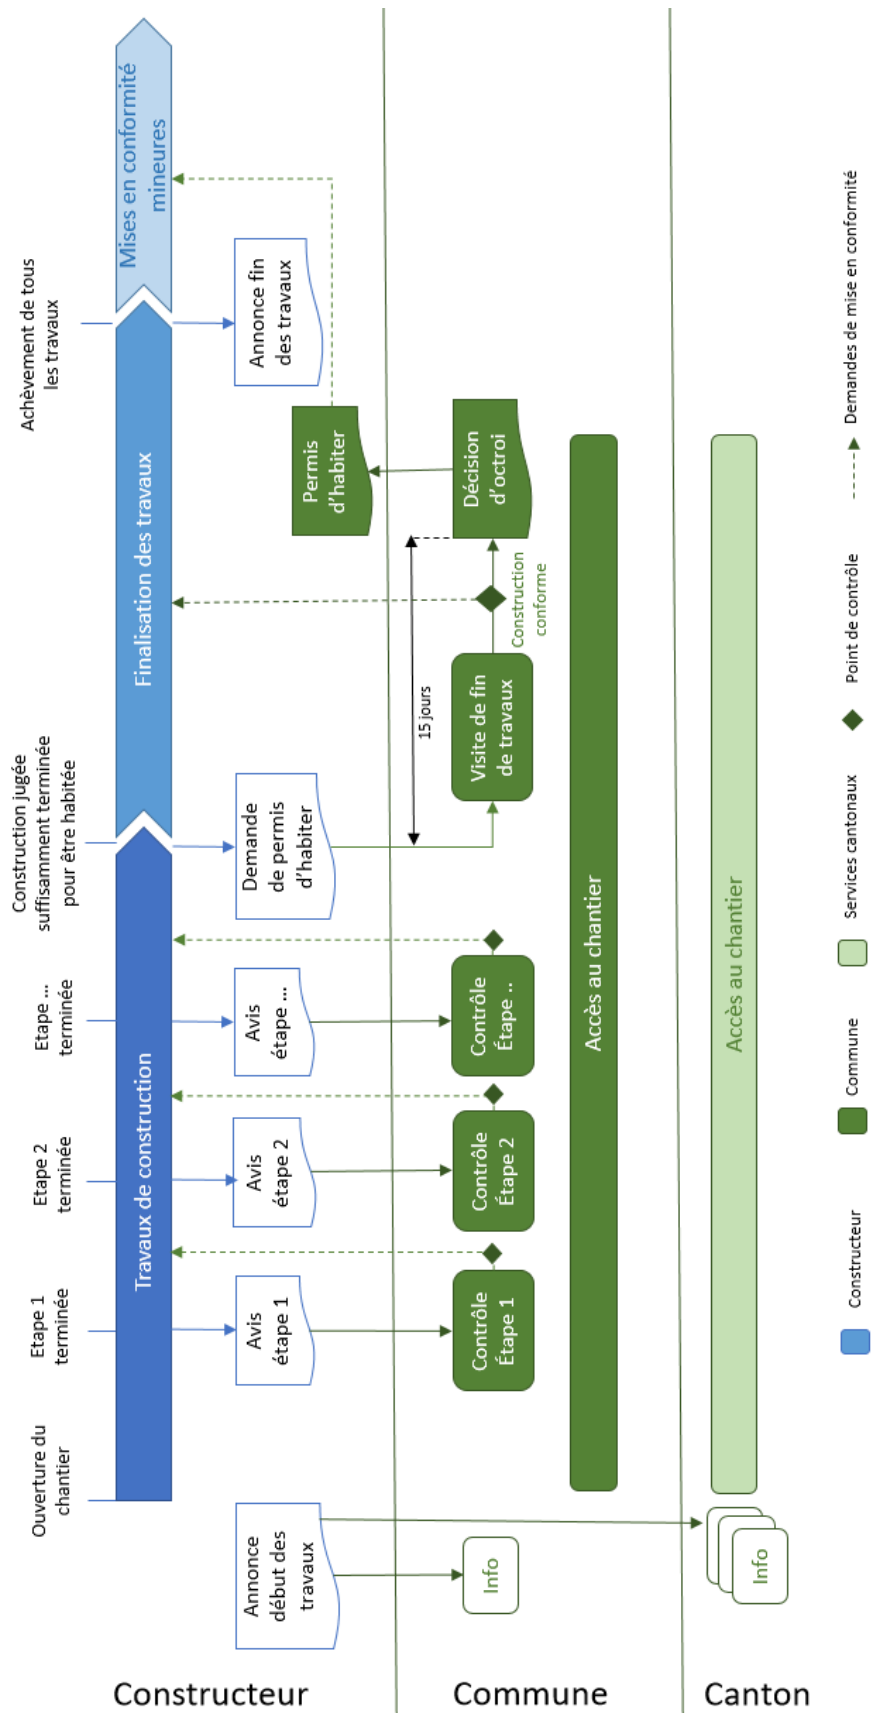 Constructeur
Ouverture du
chantier
Etape 1
terminée
Etape 2
terminée
Etape ...
terminée
Construction jugée
suffisamment terminée
pour être habitée
Achèvement de tous
les travaux
Travaux de construction
Finalisation des travaux
Mises en conformité
mineures
Annonce
début des
travaux
Avis
étape 1
Avis
étape 2
Avis
étape ...
Demande
de permis
d'habiter
Permis
d'habiter
Annonce fin
des travaux
Commune
15 jours
Info
Contrôle
Étape 1
Contrôle
Étape 2
Contrôle
Étape ..
Visite de fin
de travaux
Construction
conforme
Décision
d'octroi
Accès au chantier
Canton
Info
Accès au chantier
Constructeur
Commune
Services cantonaux
Point de contrôle
Demandes de mise en conformité